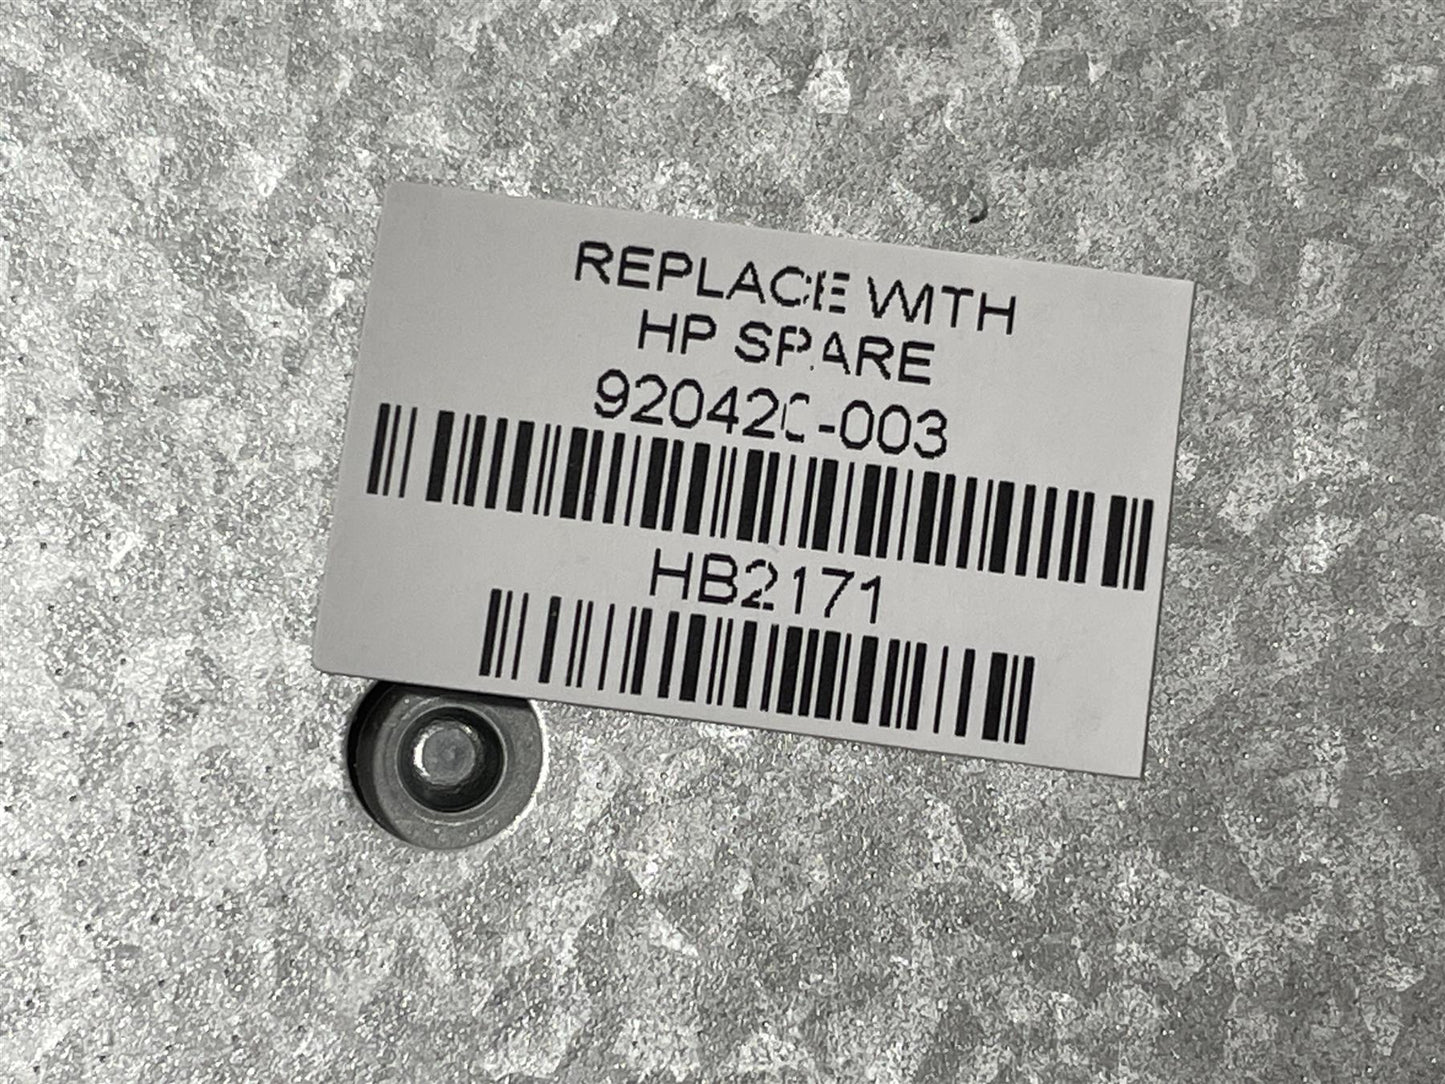 REPLACE WITH
HP SPARE
920420-003
HB2171